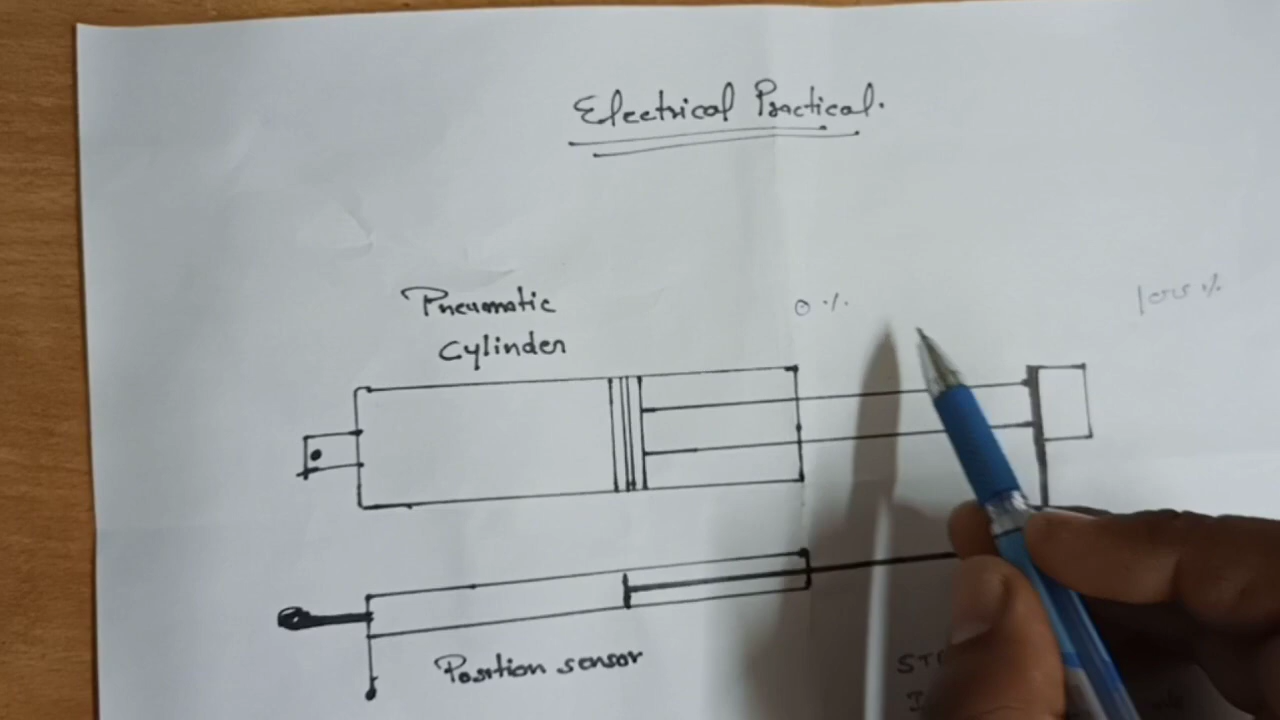 Electrical Practical.
Pneumatic
Cylinder
0 %
100 %
Position sensor